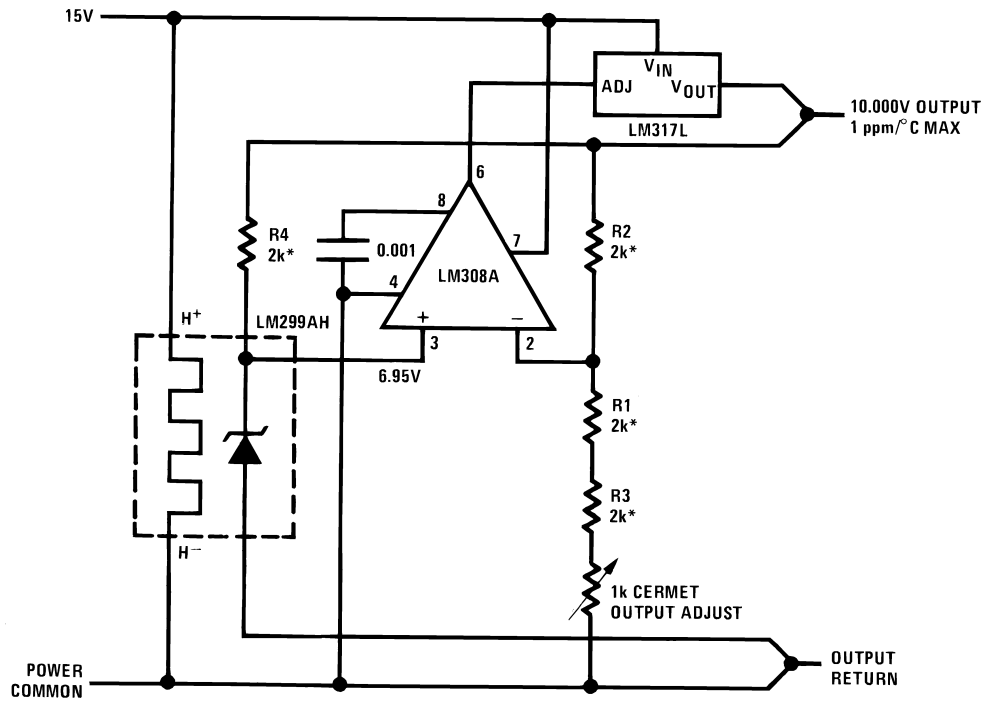 15V
VIN
ADJ
VOUT
LM317L
10.000V OUTPUT
1 ppm/°C MAX
6
8
R4
2k*
0.001
7
R2
2k*
4
LM308A
H+
LM299AH
+
−
3
2
6.95V
R1
2k*
R3
2k*
H−
1k CERMET
OUTPUT ADJUST
POWER
COMMON
OUTPUT
RETURN